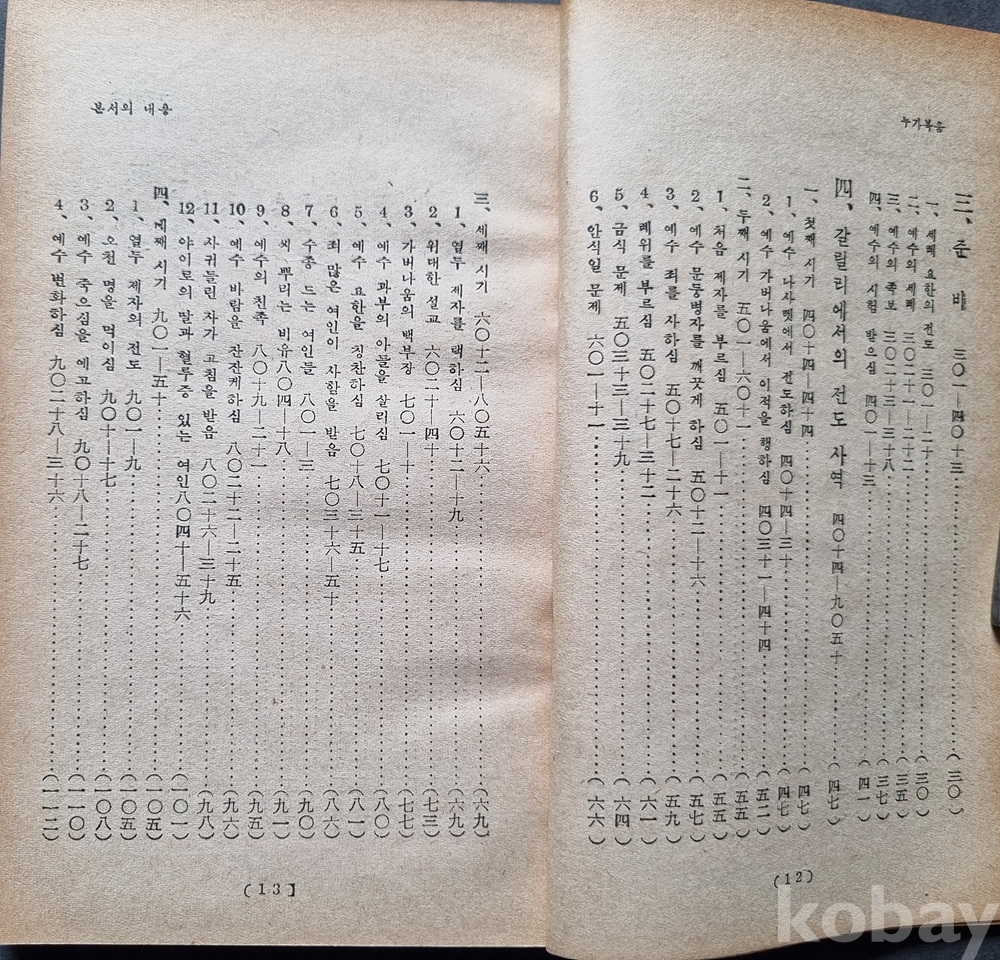 누가복음
三、준 비 三〇一—四〇十三 (三〇)
一、세례 요한의 전도 三〇一—二十 (三〇)
二、예수의 세례 三〇二十一—二十二 (三五)
三、예수의 족보 三〇二十三—三十八 (三七)
四、예수의 시험 받으심 四〇一—十三 (四一)
四、갈릴리에서의 전도 사역 四〇十四—九〇五十 (四七)
一、첫째 시기 四〇十四—四十四 (四七)
1、예수 나사렛에서 전도하심 四〇十四—三十 (四七)
2、예수 가버나움에서 이적을 행하심 四〇三十一—四十四 (五二)
二、두째 시기 五〇一—六〇十一 (五五)
1、처음 제자를 부르심 五〇一—十一 (五五)
2、예수 문둥병자를 깨끗게 하심 五〇十二—十六 (五七)
3、예수 죄를 사하심 五〇十七—二十六 (五九)
4、레위를 부르심 五〇二十七—三十二 (六一)
5、금식 문제 五〇三十三—三十九 (六四)
6、안식일 문제 六〇一—十一 (六六)
(12)
본서의 내용
三、세째 시기 六〇十二—八〇五十六 (六九)
1、열두 제자를 택하심 六〇十二—十九 (六九)
2、위대한 설교 六〇二十—四十 (七三)
3、가버나움의 백부장 七〇一—十 (七七)
4、예수 과부의 아들을 살리심 七〇十一—十七 (八〇)
5、예수 요한을 칭찬하심 七〇十八—三十五 (八一)
6、죄 많은 여인이 사함을 받음 七〇三十六—五十 (八六)
7、수종 드는 여인들 八〇一—三 (九〇)
8、씨 뿌리는 비유 八〇四—十八 (九一)
9、예수의 친족 八〇十九—二十一 (九五)
10、예수 바람을 잔잔케하심 八〇二十二—二十五 (九六)
11、사귀들린 자가 고침을 받음 八〇二十六—三十九 (九八)
12、야이로의 딸과 혈루증 있는 여인 八〇四十—五十六 (一〇一)
四、네째 시기 九〇一—五十 (一〇五)
1、열두 제자의 전도 九〇一—九 (一〇五)
2、오천 명을 먹이심 九〇十—十七 (一〇八)
3、예수 죽으심을 예고하심 九〇十八—二十七 (一一〇)
4、예수 변화하심 九〇二十八—三十六 (一一二)
(13)
kobay